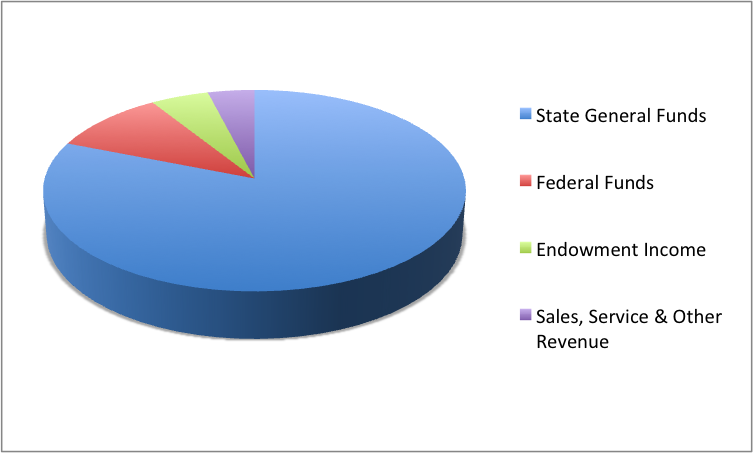 State General Funds
Federal Funds
Endowment Income
Sales, Service & Other
Revenue